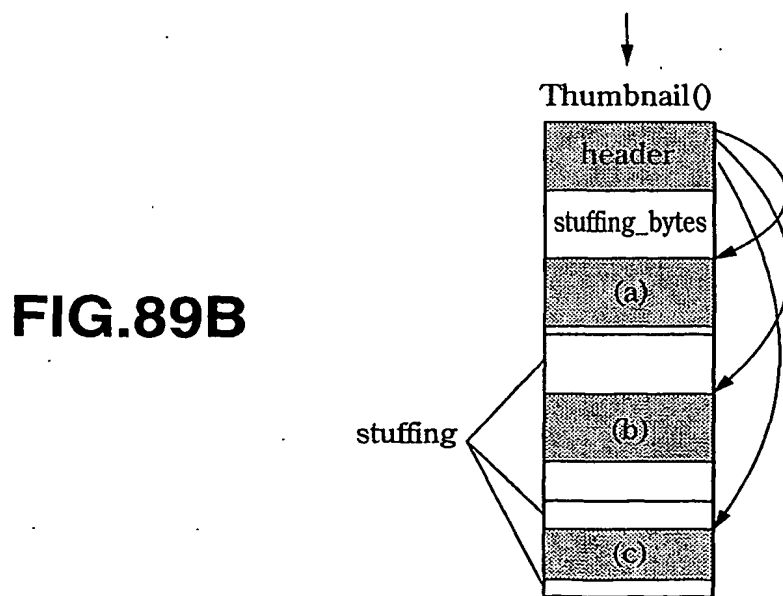 Thumbnail()
header
stuffing_bytes
(a)
FIG.89B
(b)
stuffing
(c)